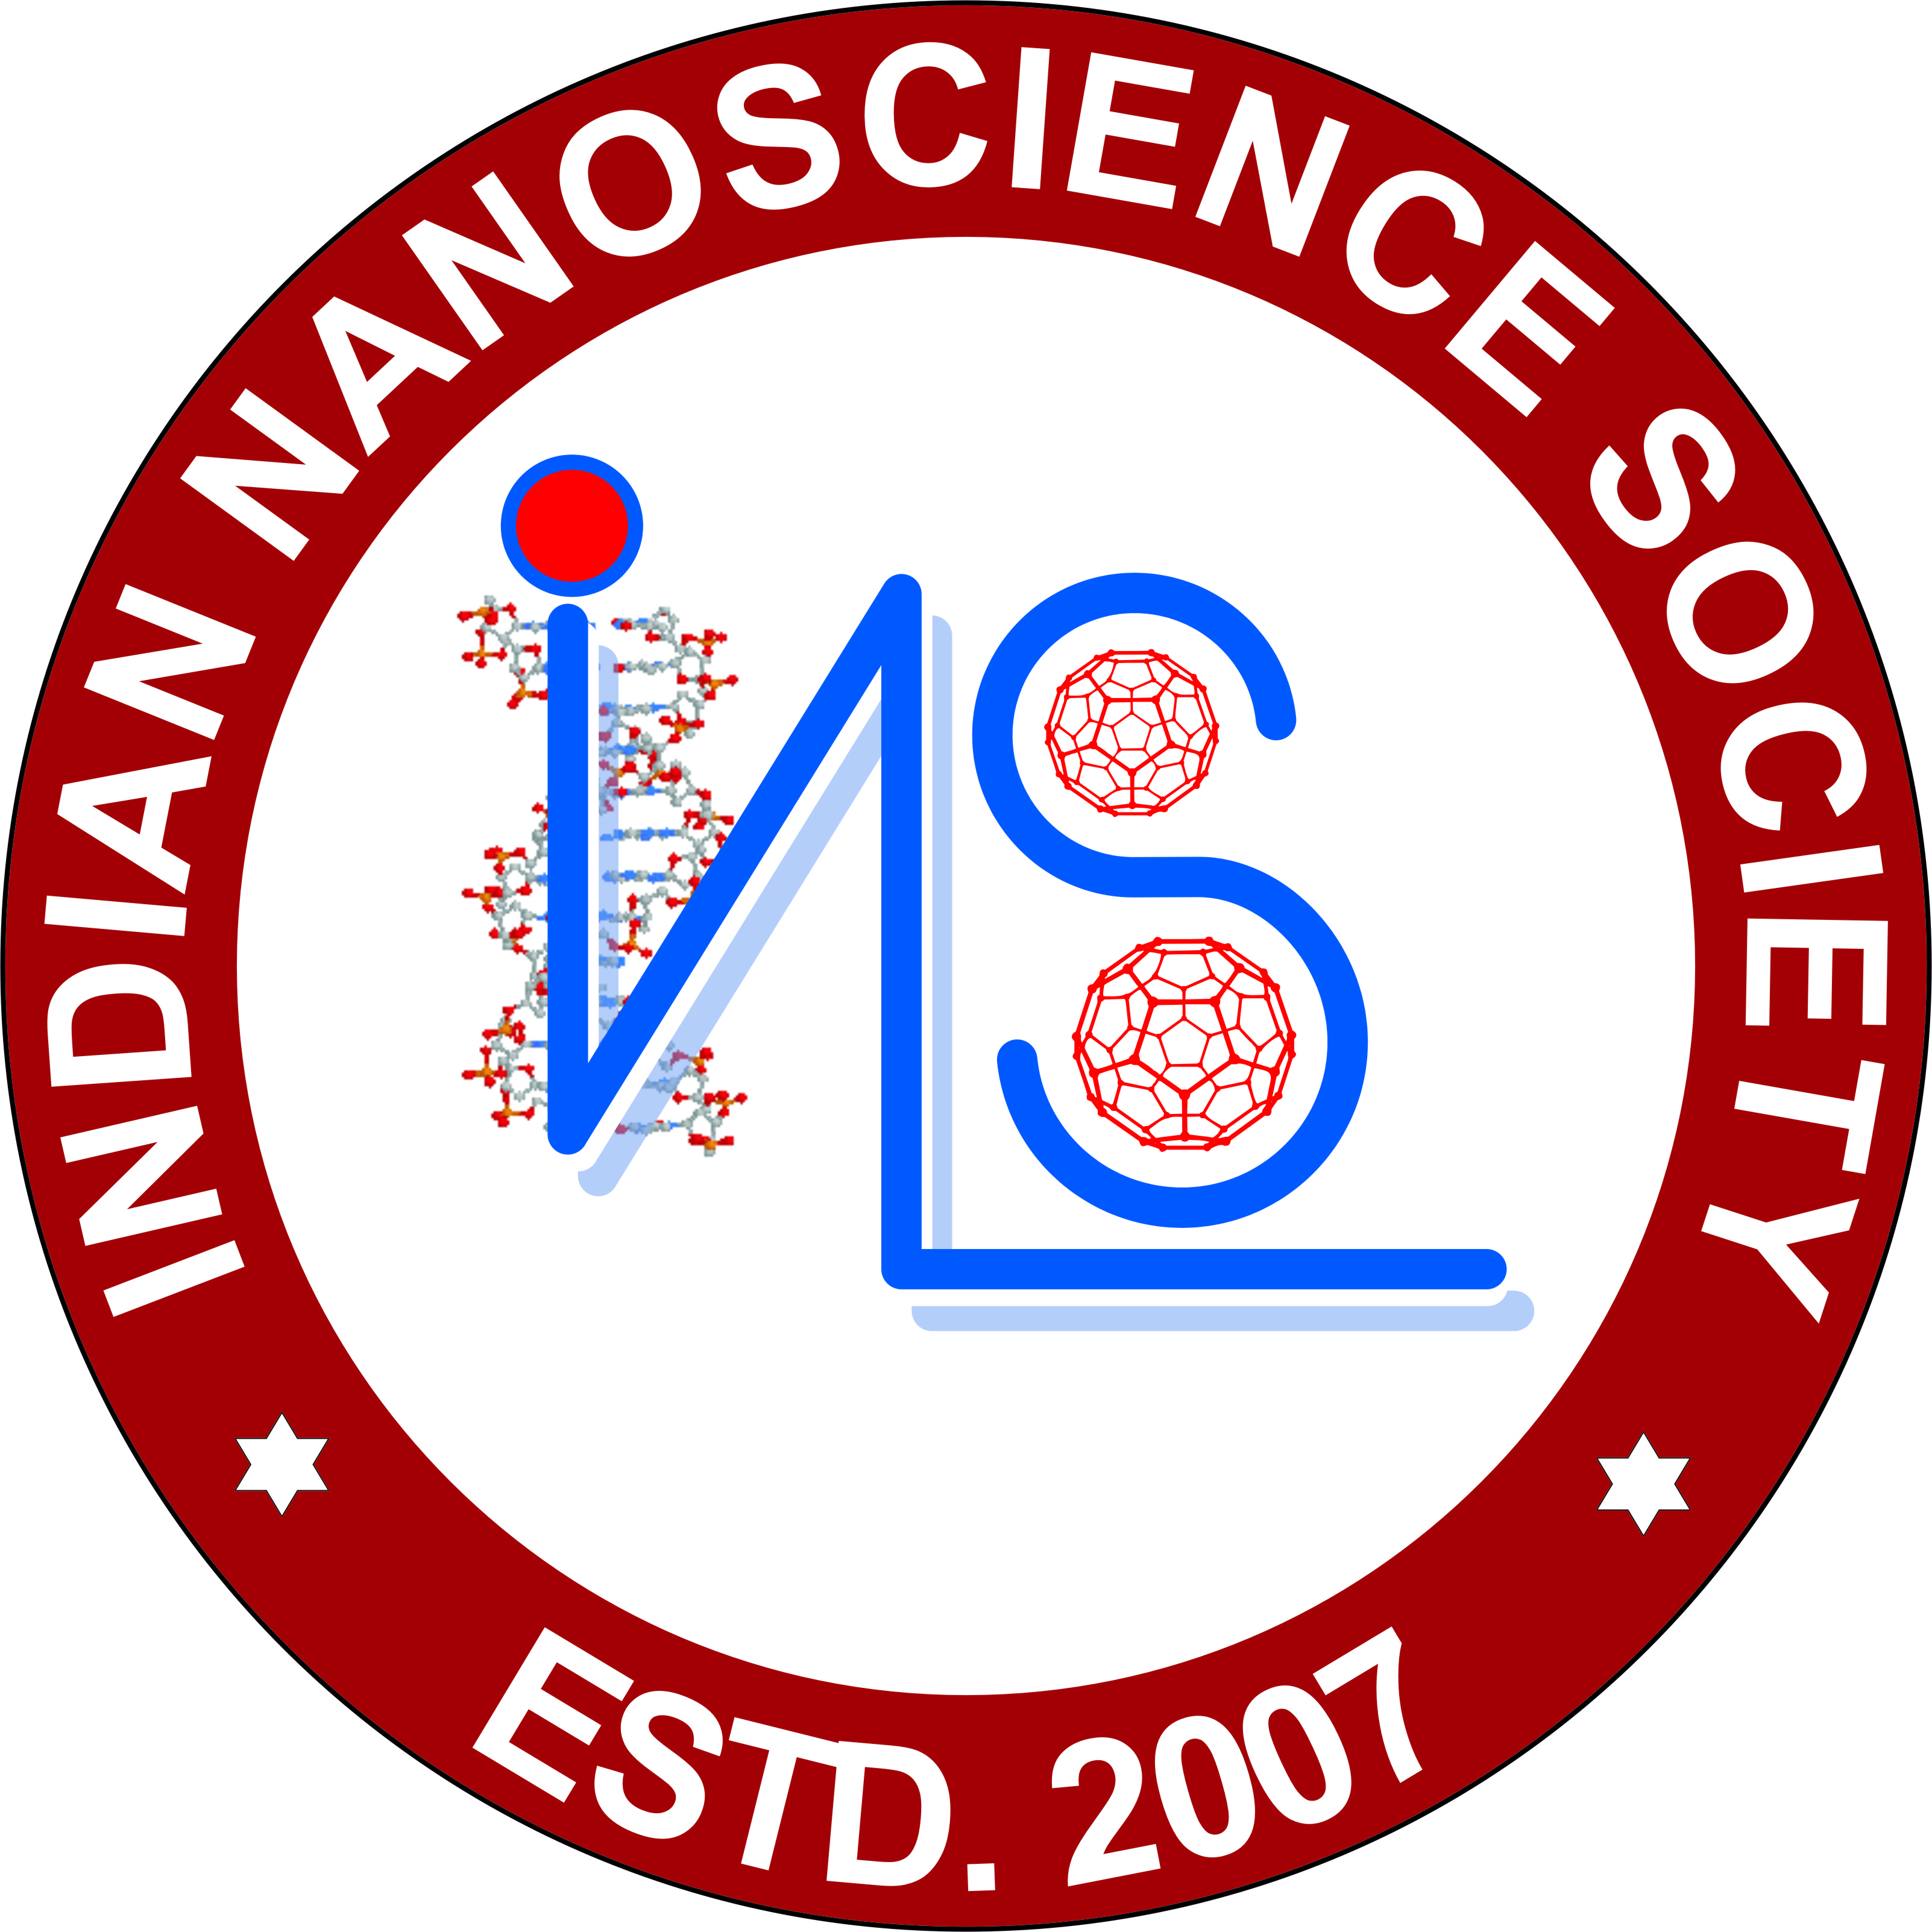 INDIAN NANOSCIENCE SOCIETY
iNS
ESTD. 2007